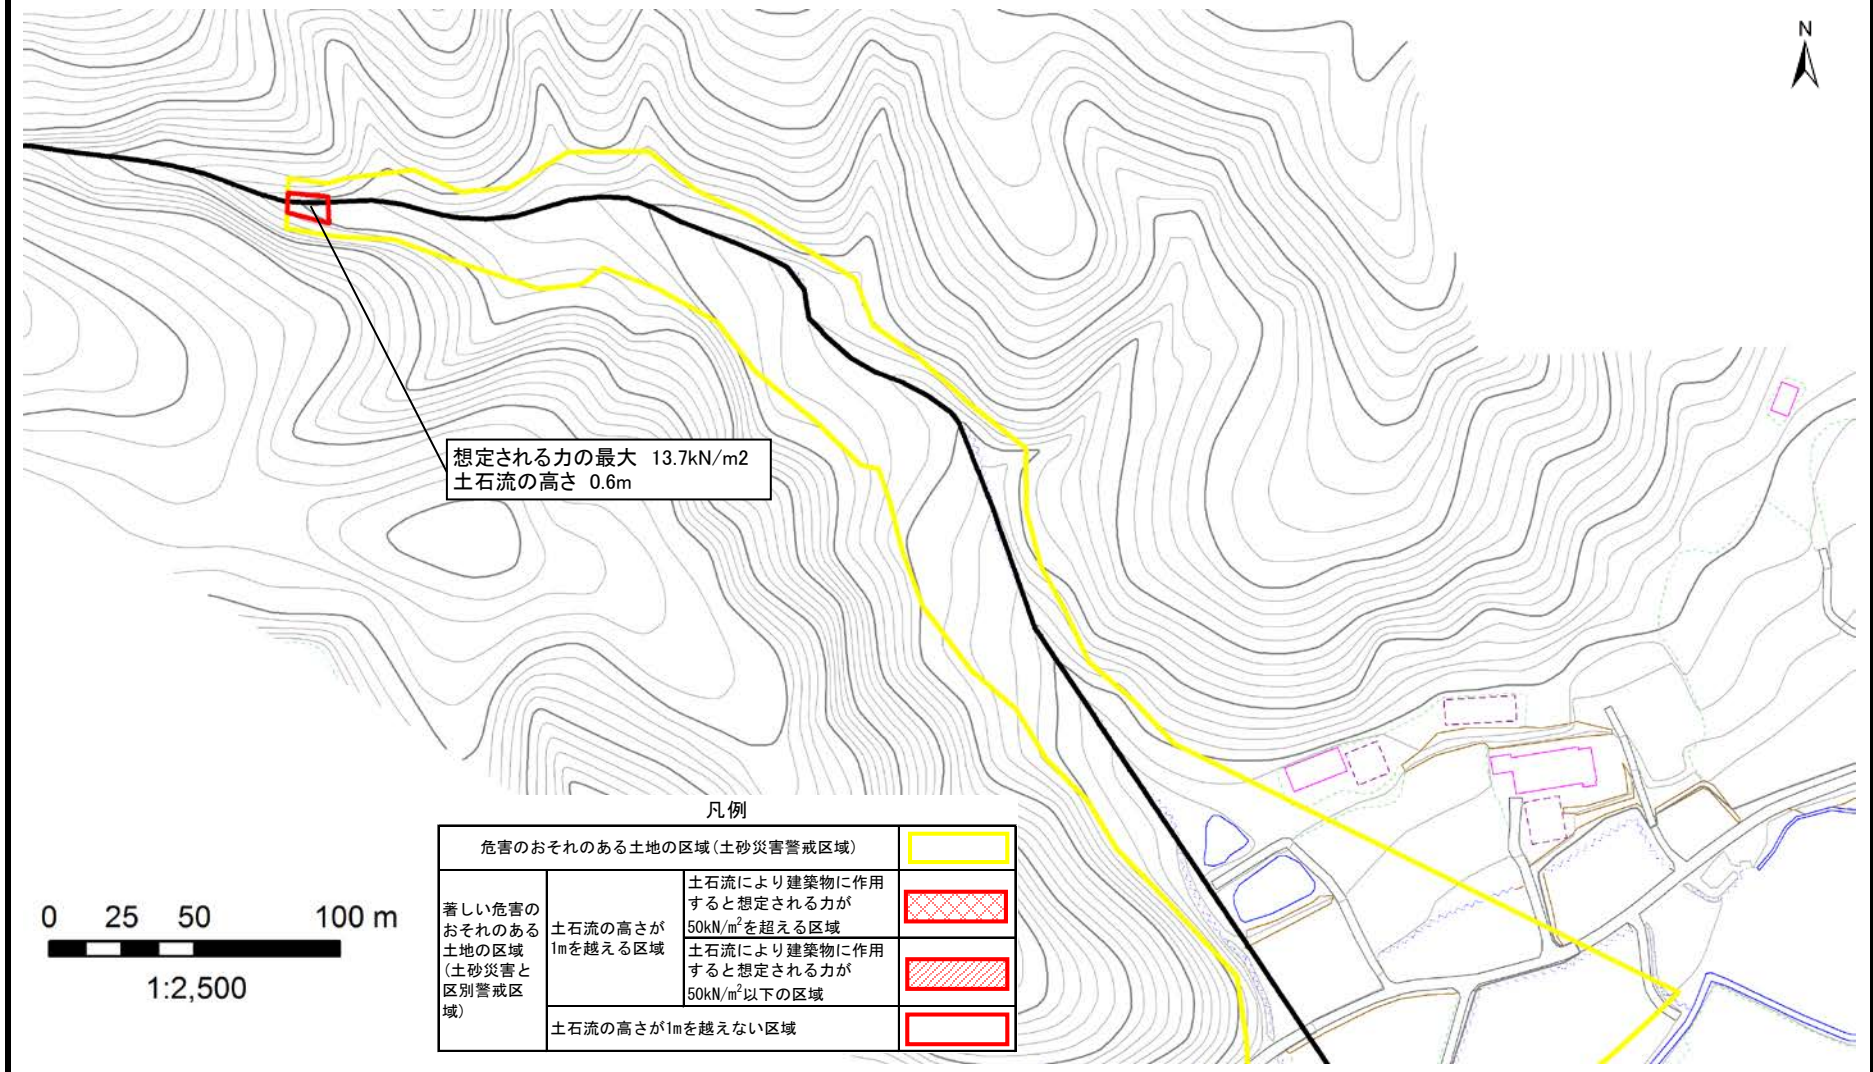 N
想定される力の最大 13.7kN/m2
土石流の高さ 0.6m
凡例
危害のおそれのある土地の区域(土砂災害警戒区域)
著しい危害の
おそれのある
土地の区域
(土砂災害と
区別警戒区
域)
土石流の高さが
1mを越える区域
土石流により建築物に作用
すると想定される力が
50kN/m²を超える区域
土石流により建築物に作用
すると想定される力が
50kN/m²以下の区域
土石流の高さが1mを越えない区域
0 25 50 100 m
1:2,500